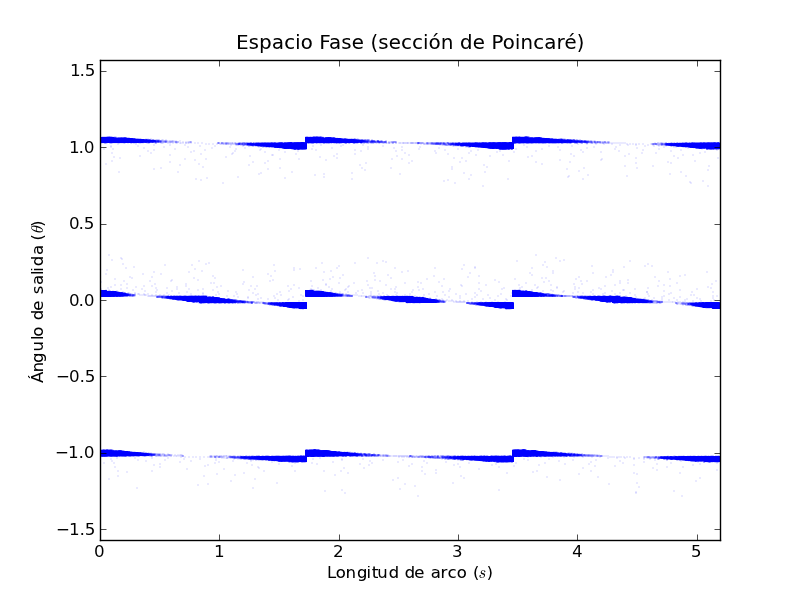 Espacio Fase (sección de Poincaré)
1.5
1.0
0.5
0.0
−0.5
−1.0
−1.5
Ángulo de salida (θ)
0 1 2 3 4 5
Longitud de arco (s)